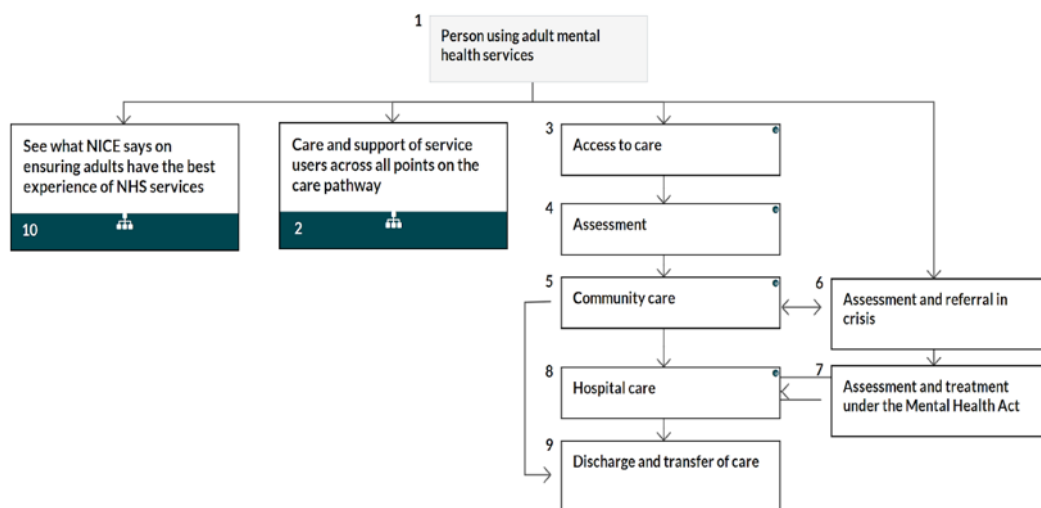 1
Person using adult mental
health services
See what NICE says on
ensuring adults have the best
experience of NHS services
10
Care and support of service
users across all points on the
care pathway
2
3
Access to care
4
Assessment
5
Community care
6
Assessment and referral in
crisis
7
Assessment and treatment
under the Mental Health Act
8
Hospital care
9
Discharge and transfer of care